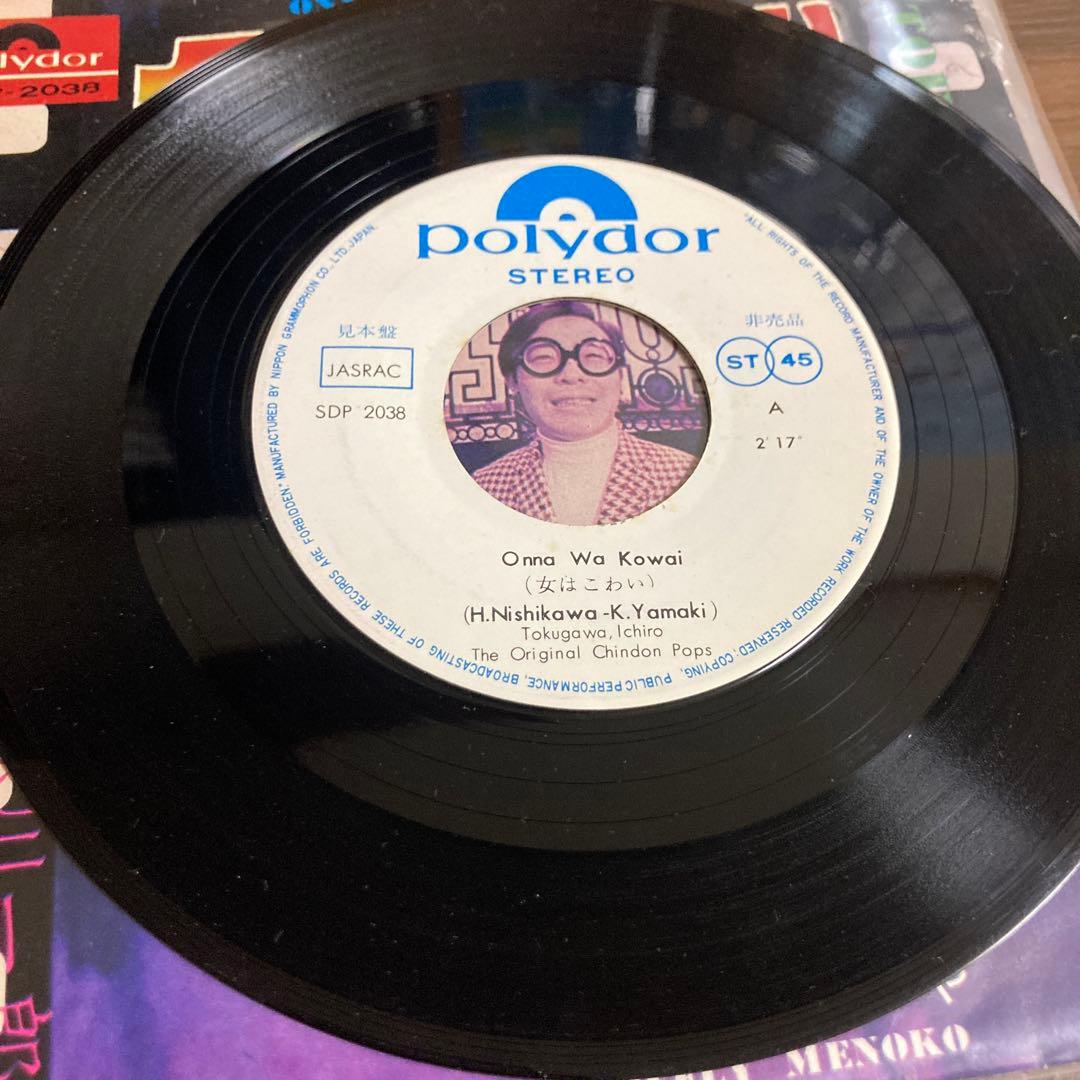 polydor
-2038
polydor
STEREO
見本盤
JASRAC
SDP 2038
非売品
ST 45
A
2'17"
Onna Wa Kowai
(女はこわい)
(H.Nishikawa-K.Yamaki)
Tokugawa, Ichiro
The Original Chindon Pops
"ALL RIGHTS OF THE RECORD MANUFACTURER AND OF THE OWNER OF THE WORK RECORDED RESERVED; COPYING, PUBLIC PERFORMANCE, BROADCASTING OF THESE RECORDS ARE FORBIDDEN." MANUFACTURED BY NIPPON GRAMMOPHON CO., LTD. JAPAN.
MENOKO